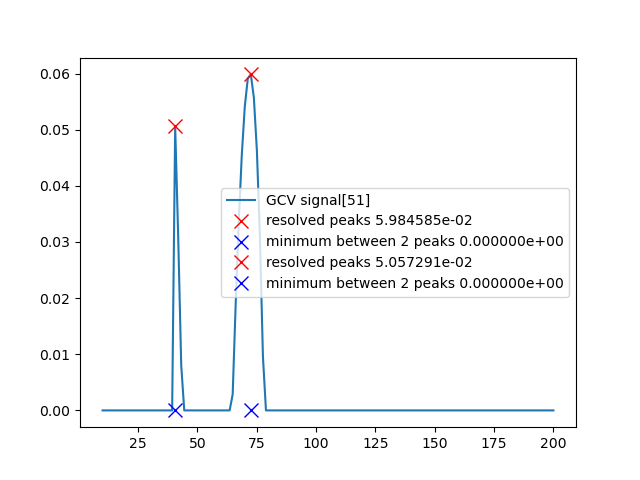 0.06
0.05
0.04
0.03
0.02
0.01
0.00
GCV signal[51]
resolved peaks 5.984585e-02
minimum between 2 peaks 0.000000e+00
resolved peaks 5.057291e-02
minimum between 2 peaks 0.000000e+00
25 50 75 100 125 150 175 200